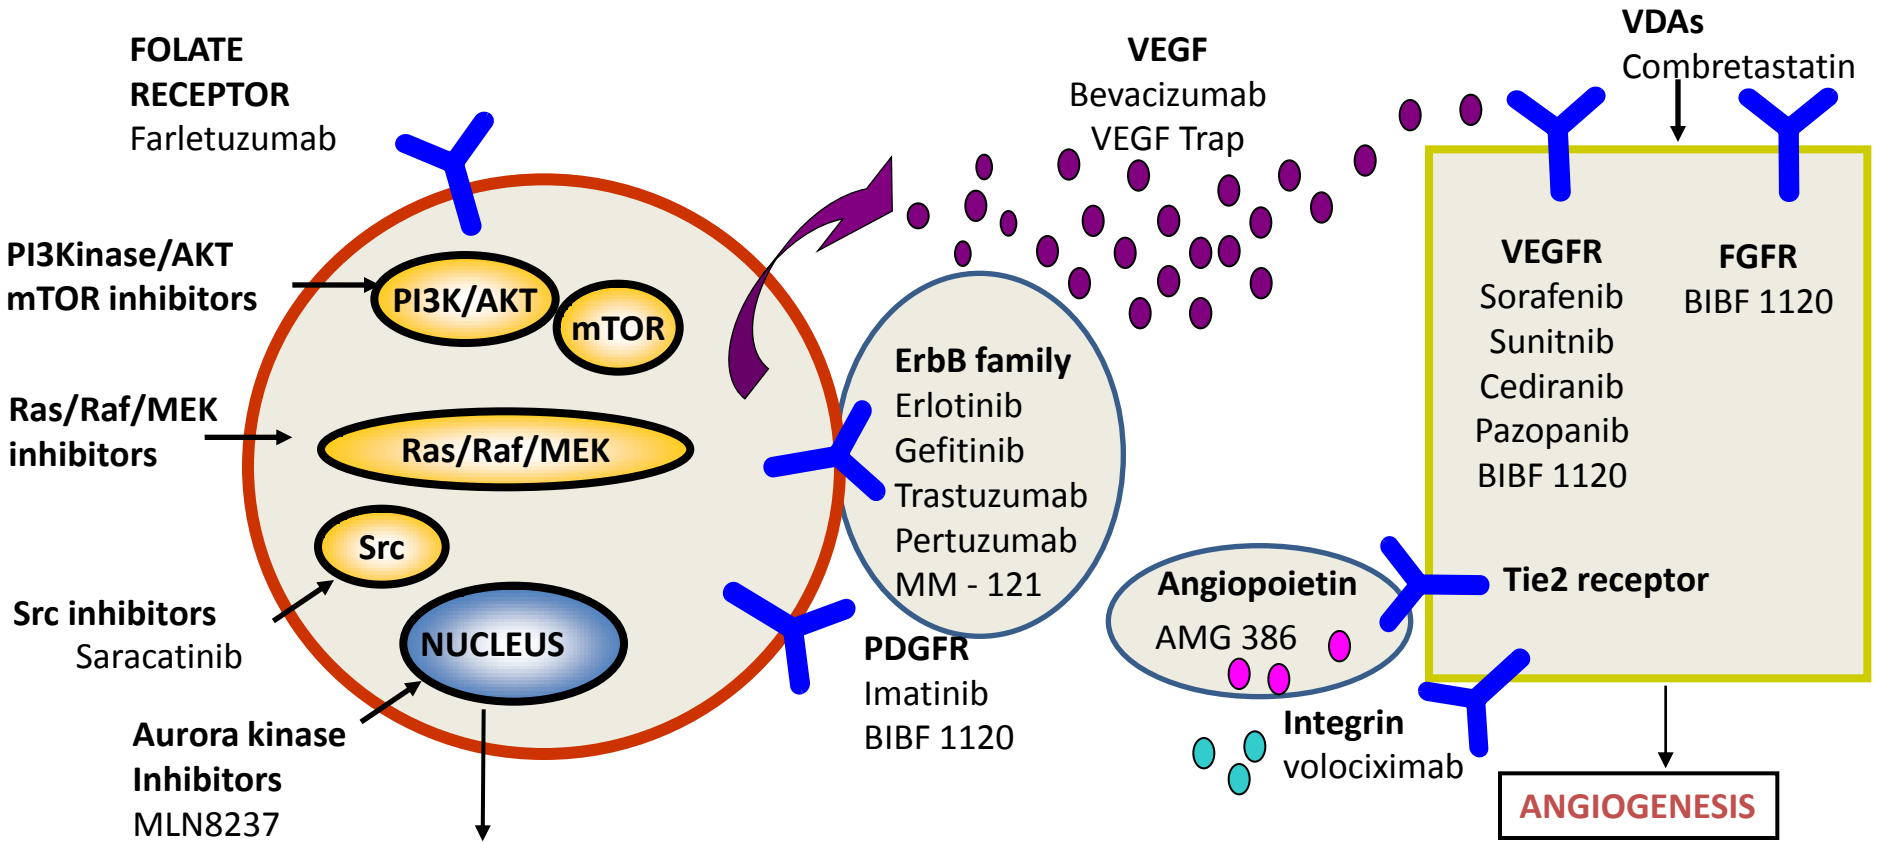 FOLATE
RECEPTOR
Farletuzumab
PI3Kinase/AKT
mTOR inhibitors
Ras/Raf/MEK
inhibitors
Src inhibitors
Saracatinib
Aurora kinase
Inhibitors
MLN8237
PI3K/AKT
mTOR
Ras/Raf/MEK
Src
NUCLEUS
VEGF
Bevacizumab
VEGF Trap
ErbB family
Erlotinib
Gefitinib
Trastuzumab
Pertuzumab
MM - 121
PDGFR
Imatinib
BIBF 1120
Angiopoietin
AMG 386
Integrin
volociximab
VDAs
Combretastatin
VEGFR
Sorafenib
Sunitnib
Cediranib
Pazopanib
BIBF 1120
FGFR
BIBF 1120
Tie2 receptor
ANGIOGENESIS